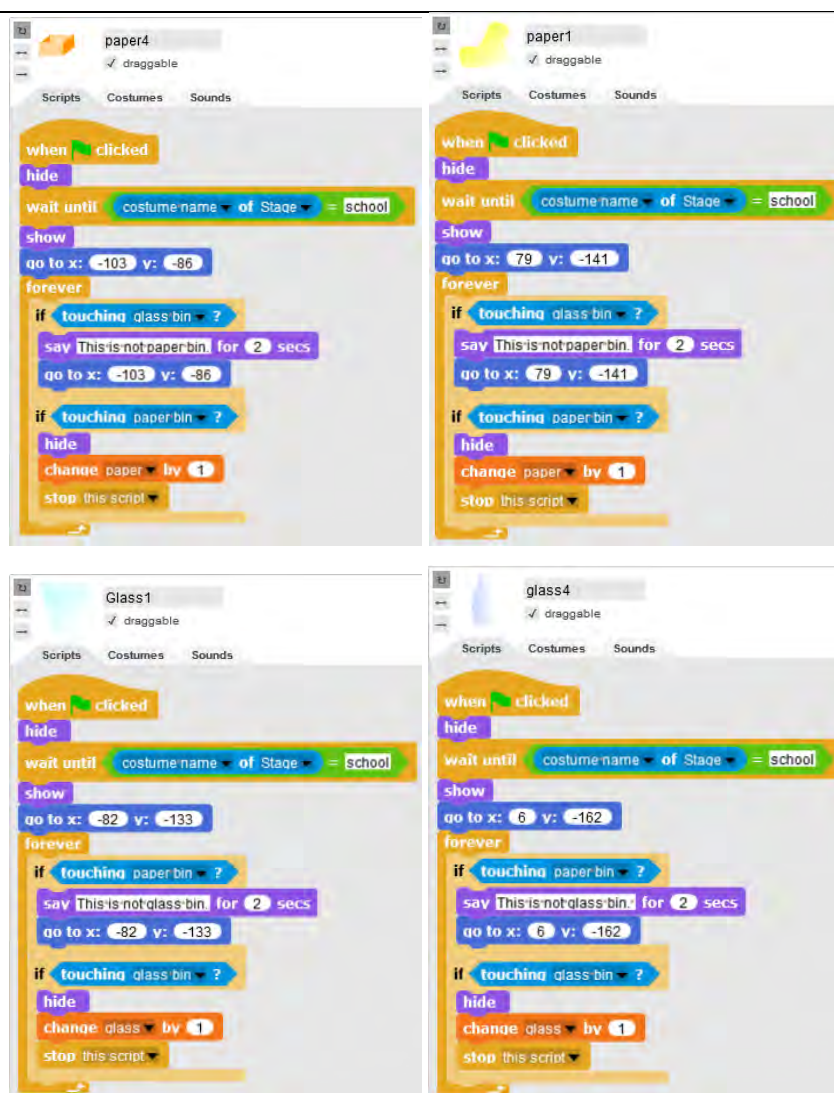 paper4
draggable
Scripts Costumes Sounds
when clicked
hide
wait until costume name of Stage = school
show
go to x: -103 y: -86
forever
if touching glass bin ?
say This is not paper bin. for 2 secs
go to x: -103 y: -86
if touching paper bin ?
hide
change paper by 1
stop this script
paper1
draggable
Scripts Costumes Sounds
when clicked
hide
wait until costume name of Stage = school
show
go to x: 79 y: -141
forever
if touching glass bin ?
say This is not paper bin. for 2 secs
go to x: 79 y: -141
if touching paper bin ?
hide
change paper by 1
stop this script
Glass1
draggable
Scripts Costumes Sounds
when clicked
hide
wait until costume name of Stage = school
show
go to x: -82 y: -133
forever
if touching paper bin ?
say This is not glass bin. for 2 secs
go to x: -82 y: -133
if touching glass bin ?
hide
change glass by 1
stop this script
glass4
draggable
Scripts Costumes Sounds
when clicked
hide
wait until costume name of Stage = school
show
go to x: 6 y: -162
forever
if touching paper bin ?
say This is not glass bin. for 2 secs
go to x: 6 y: -162
if touching glass bin ?
hide
change glass by 1
stop this script